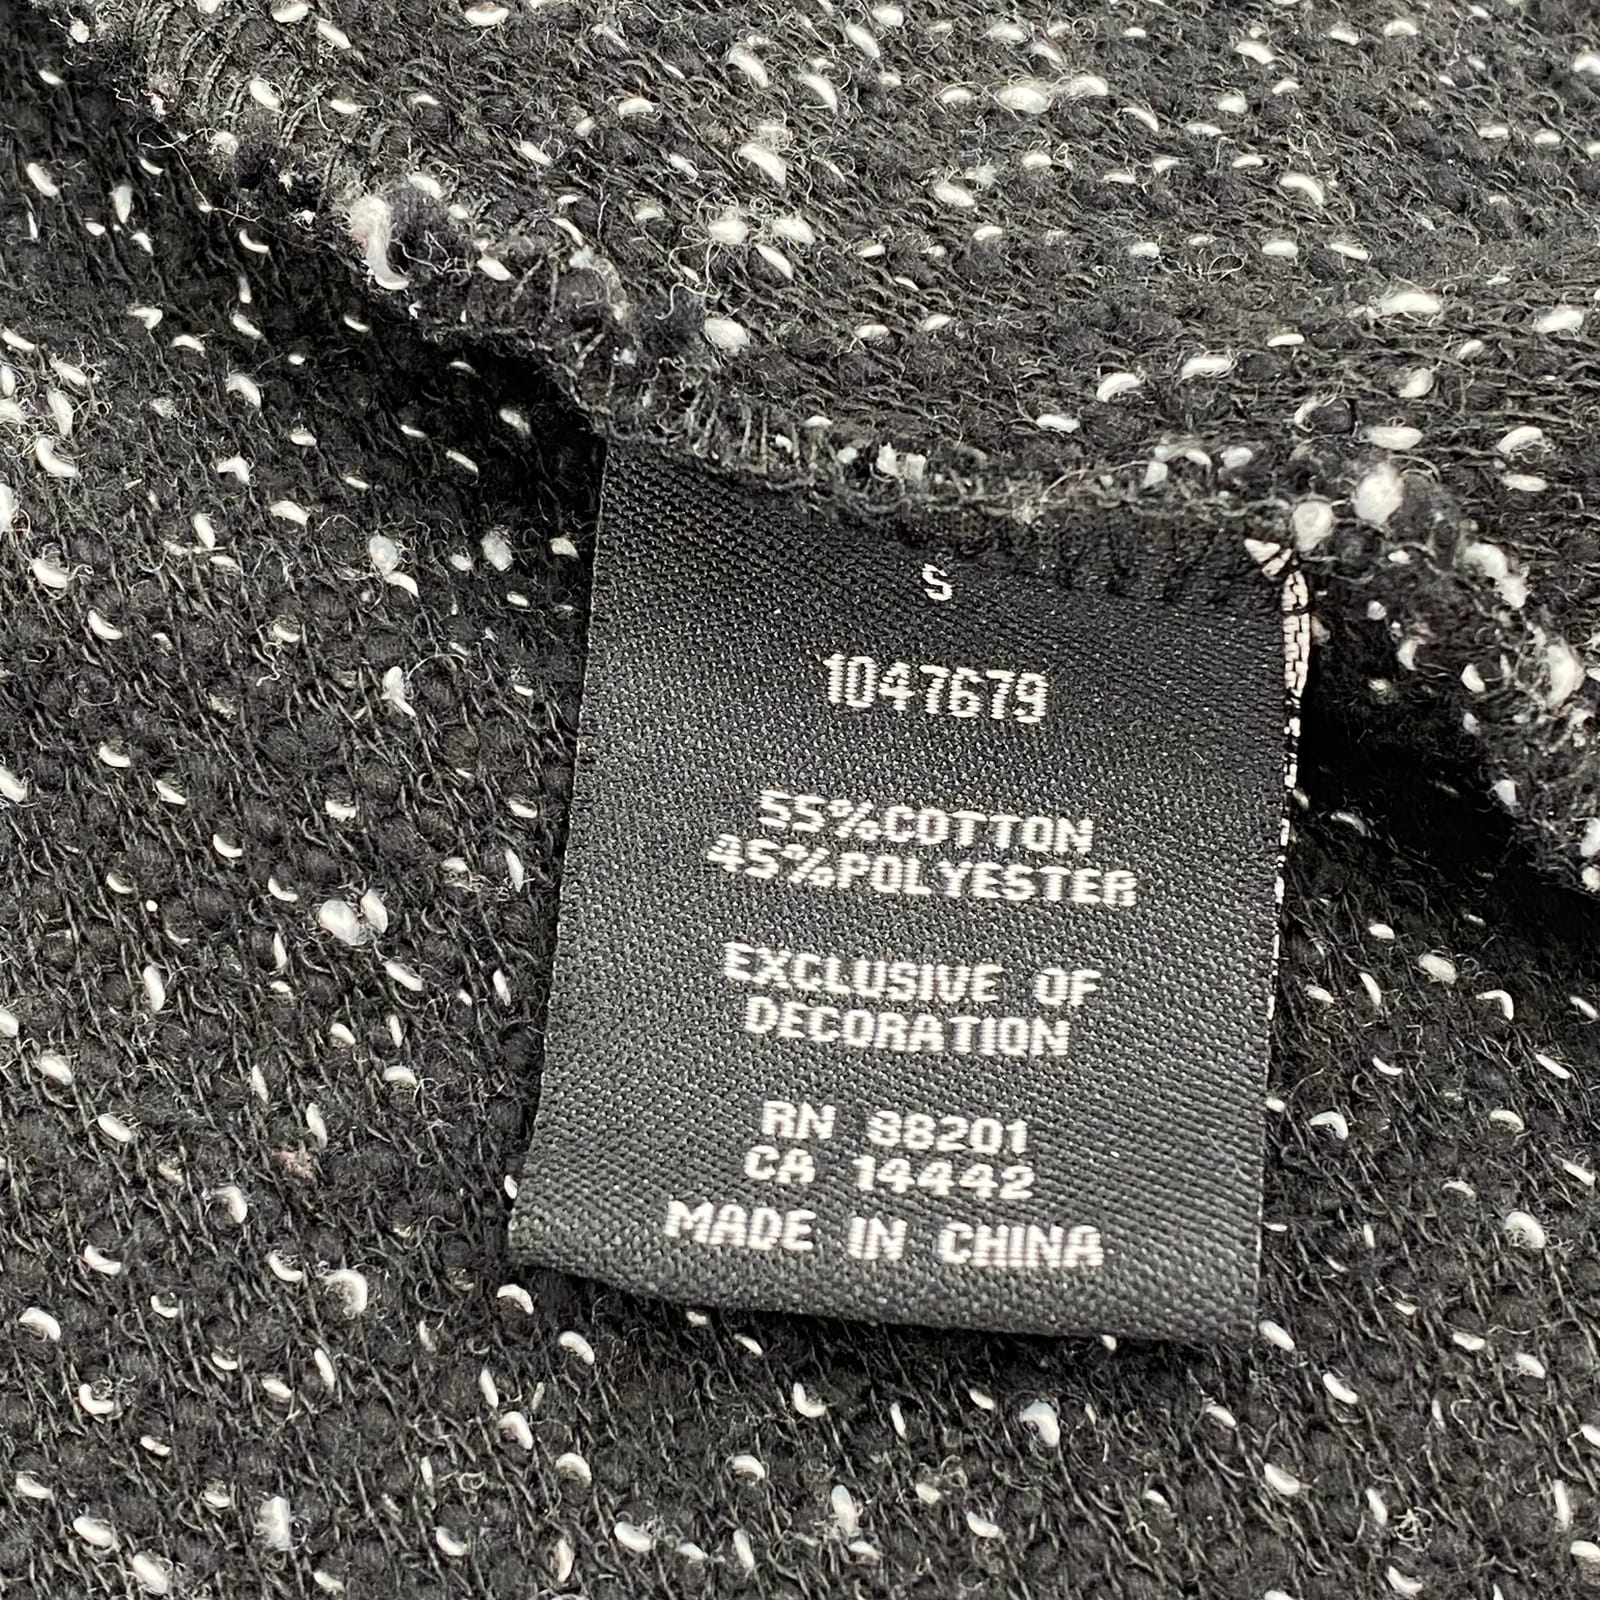 S
1047679
55%COTTON
45%POLYESTER
EXCLUSIVE OF
DECORATION
RN 88201
CA 14442
MADE IN CHINA